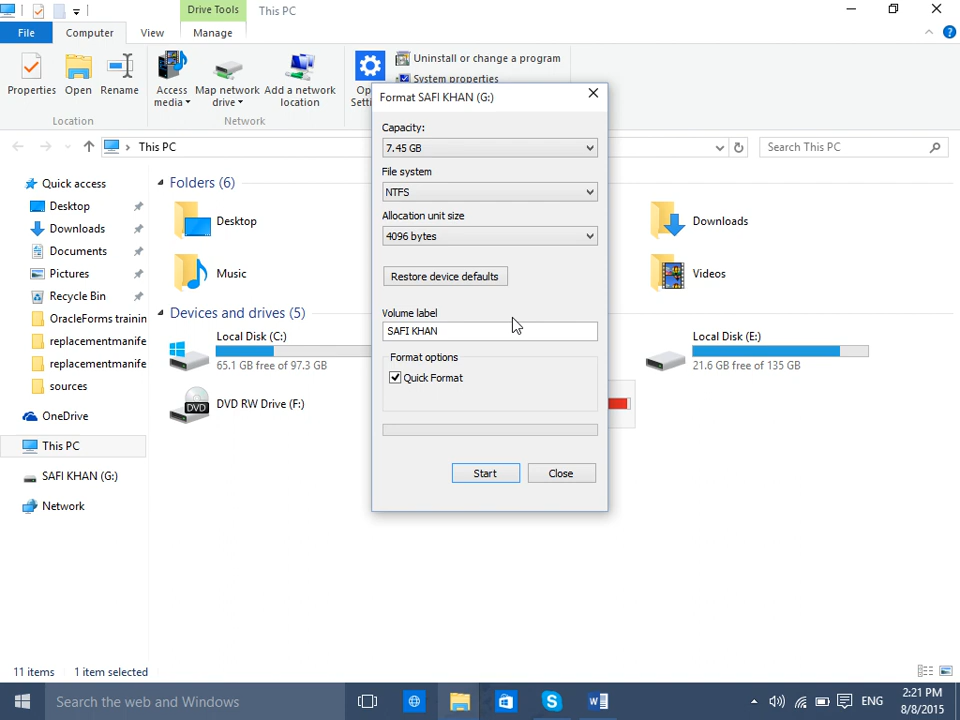 Drive Tools
This PC
File
Computer
View
Manage
Properties
Open
Rename
Location
Access media
Map network drive
Add a network location
Network
Op
Setti
Uninstall or change a program
System properties
Format SAFI KHAN (G:)
Capacity:
7.45 GB
File system
NTFS
Allocation unit size
4096 bytes
Restore device defaults
Volume label
SAFI KHAN
Format options
Quick Format
Start
Close
This PC
Search This PC
Quick access
Desktop
Downloads
Documents
Pictures
Recycle Bin
OracleForms trainin
replacementmanife
replacementmanife
sources
OneDrive
This PC
SAFI KHAN (G:)
Network
Folders (6)
Desktop
Downloads
Music
Videos
Devices and drives (5)
Local Disk (C:)
65.1 GB free of 97.3 GB
Local Disk (E:)
21.6 GB free of 135 GB
DVD
DVD RW Drive (F:)
11 items
1 item selected
Search the web and Windows
ENG
2:21 PM
8/8/2015